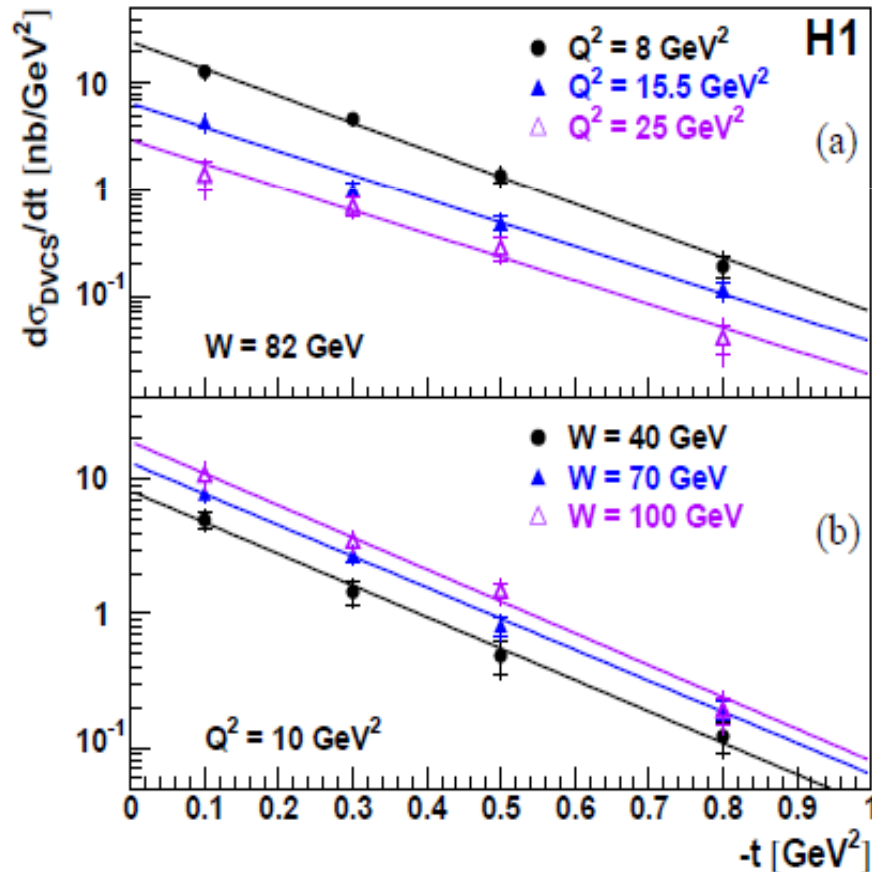 H1
Q² = 8 GeV²
Q² = 15.5 GeV²
Q² = 25 GeV²
(a)
dσ_DVCS/dt [nb/GeV²]
10
1
10⁻¹
W = 82 GeV
W = 40 GeV
W = 70 GeV
W = 100 GeV
(b)
10
1
10⁻¹
Q² = 10 GeV²
0 0.1 0.2 0.3 0.4 0.5 0.6 0.7 0.8 0.9 1
-t [GeV²]